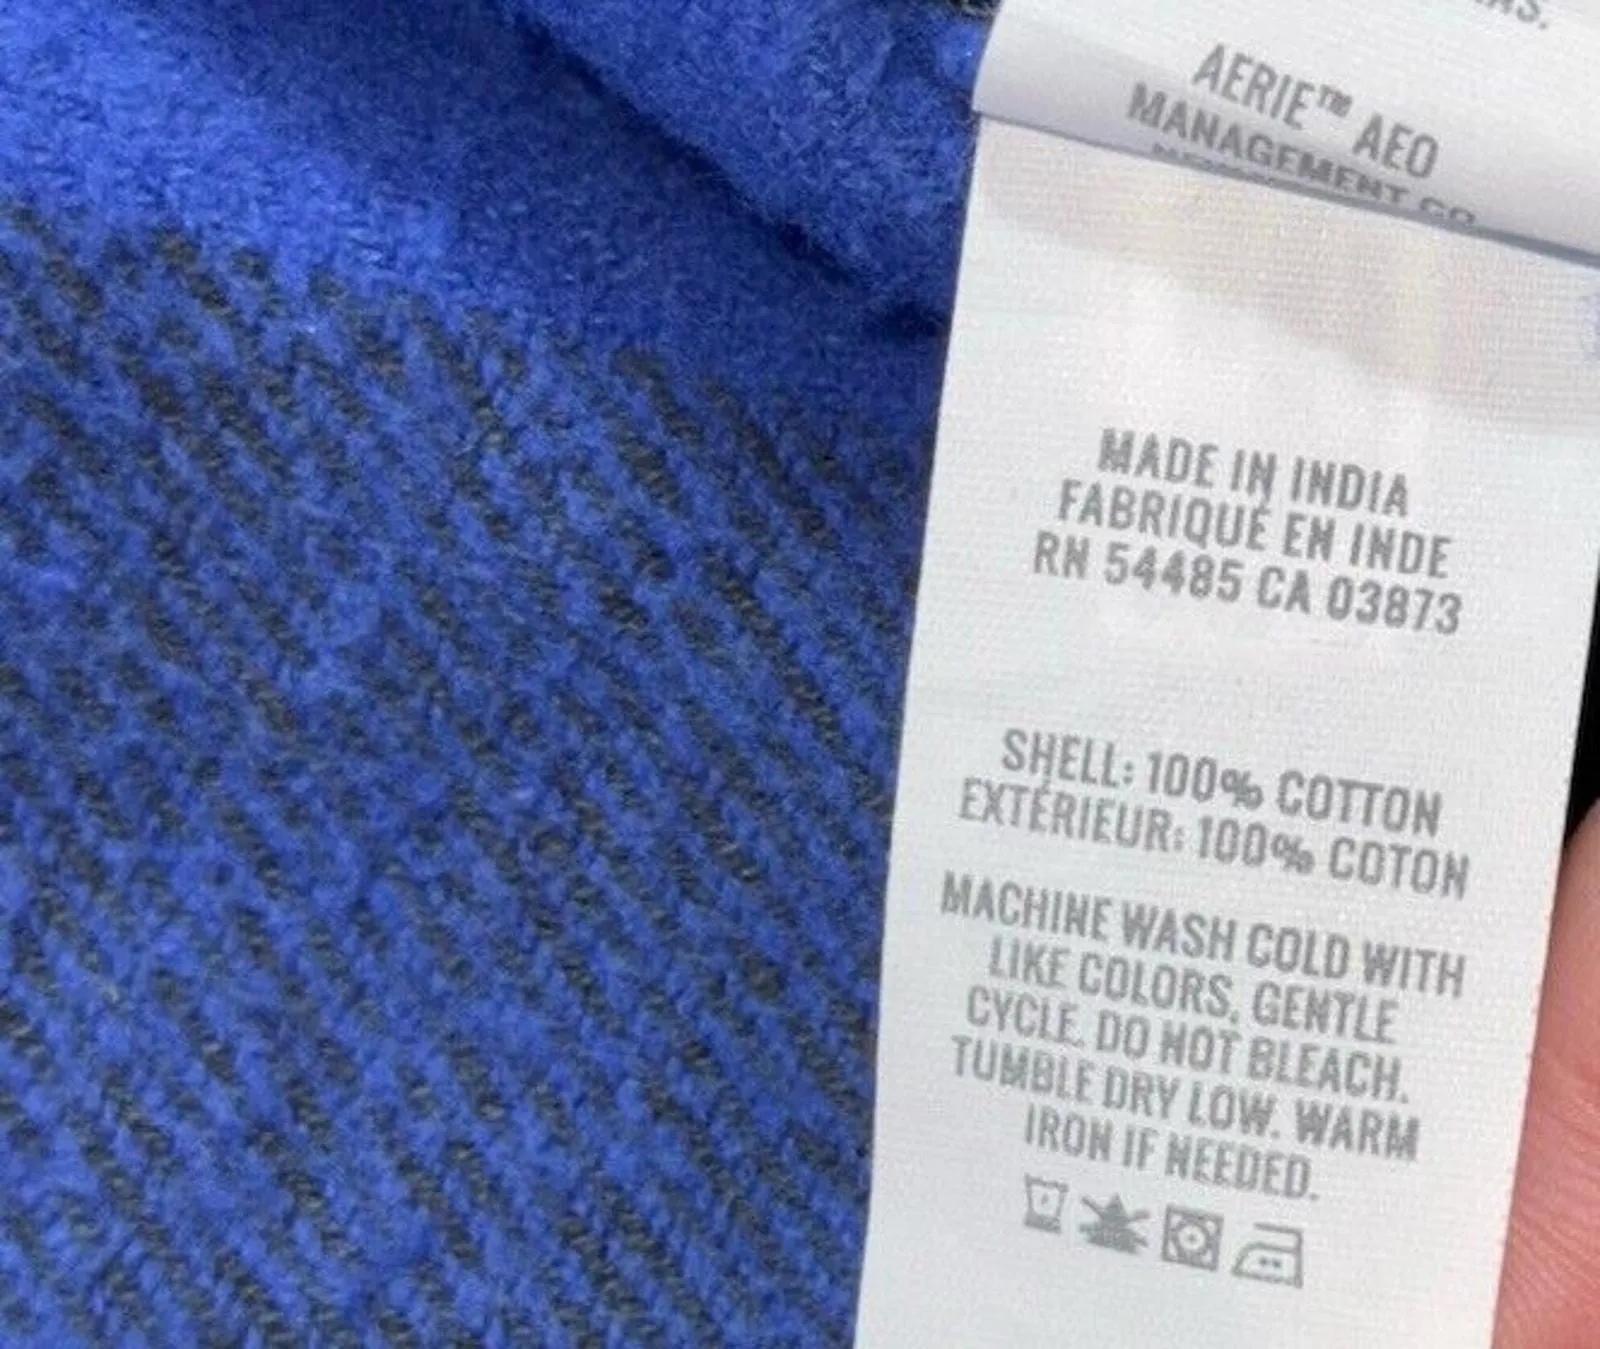 AERIE™ AEO
MANAGEMENT CO
MADE IN INDIA
FABRIQUÉ EN INDE
RN 54485 CA 03873
SHELL: 100% COTTON
EXTÉRIEUR: 100% COTON
MACHINE WASH COLD WITH
LIKE COLORS, GENTLE
CYCLE. DO NOT BLEACH.
TUMBLE DRY LOW. WARM
IRON IF NEEDED.